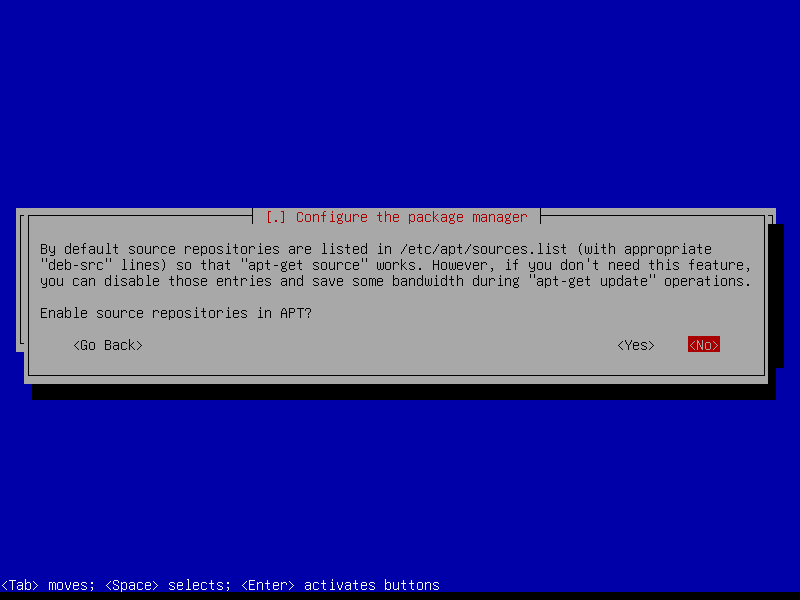 [.] Configure the package manager
By default source repositories are listed in /etc/apt/sources.list (with appropriate
"deb-src" lines) so that "apt-get source" works. However, if you don't need this feature,
you can disable those entries and save some bandwidth during "apt-get update" operations.
Enable source repositories in APT?
<Go Back> <Yes> <No>
<Tab> moves; <Space> selects; <Enter> activates buttons